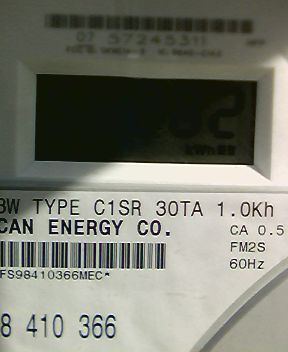 07 57245311
kWh
3W TYPE C1SR 30TA 1.0Kh
CAN ENERGY CO.
CA 0.5
FM2S
60Hz
FS98410366MEC*
8 410 366